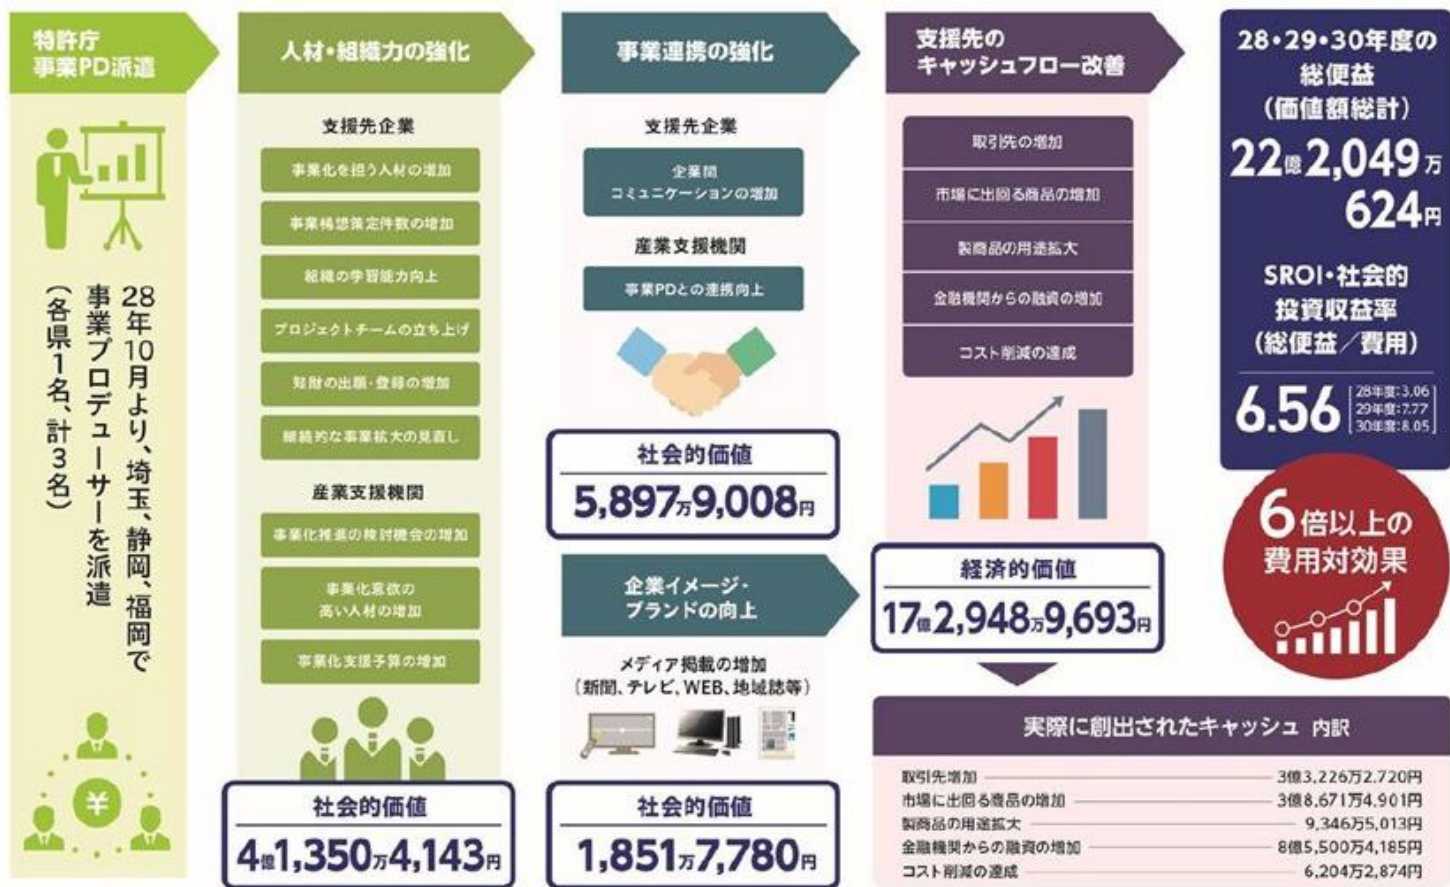 特許庁
事業PD派遣
28年10月より、埼玉、静岡、福岡で
事業プロデューサーを派遣
（各県1名、計3名）
¥
人材・組織力の強化
支援先企業
事業化を担う人材の増加
事業構想策定件数の増加
組織の学習能力向上
プロジェクトチームの立ち上げ
知財の出願・登録の増加
継続的な事業拡大の見直し
産業支援機関
事業化推進の検討機会の増加
事業化意欲の
高い人材の増加
事業化支援予算の増加
社会的価値
4億1,350万4,143円
事業連携の強化
支援先企業
企業間
コミュニケーションの増加
産業支援機関
事業PDとの連携向上
社会的価値
5,897万9,008円
企業イメージ・
ブランドの向上
メディア掲載の増加
（新聞、テレビ、WEB、地域誌等）
社会的価値
1,851万7,780円
支援先の
キャッシュフロー改善
取引先の増加
市場に出回る商品の増加
製商品の用途拡大
金融機関からの融資の増加
コスト削減の達成
経済的価値
17億2,948万9,693円
28・29・30年度の
総便益
（価値額総計）
22億2,049万
624円
SROI・社会的
投資収益率
（総便益／費用）
6.56
28年度:3.06
29年度:7.77
30年度:8.05
6倍以上の
費用対効果
実際に創出されたキャッシュ 内訳
取引先増加 3億3,226万2,720円
市場に出回る商品の増加 3億8,671万4,901円
製商品の用途拡大 9,346万5,013円
金融機関からの融資の増加 8億5,500万4,185円
コスト削減の達成 6,204万2,874円